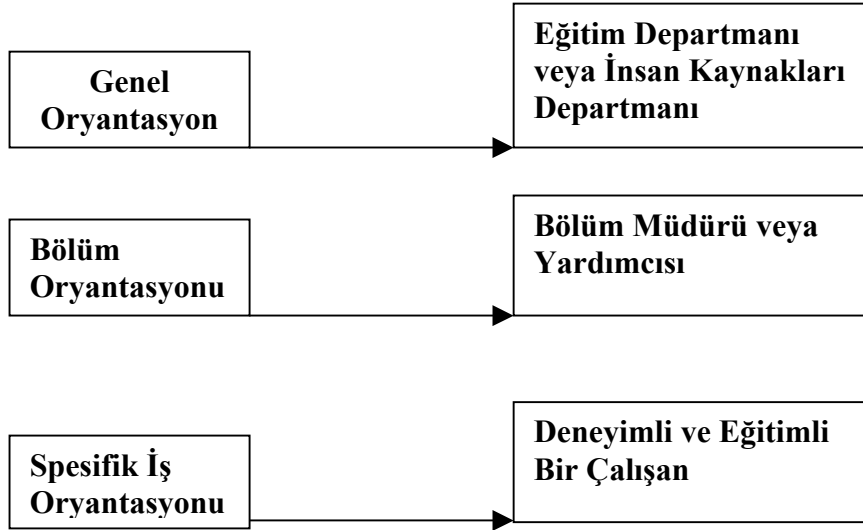 Genel
Oryantasyon
Eğitim Departmanı
veya İnsan Kaynakları
Departmanı
Bölüm
Oryantasyonu
Bölüm Müdürü veya
Yardımcısı
Spesifik İş
Oryantasyonu
Deneyimli ve Eğitimli
Bir Çalışan